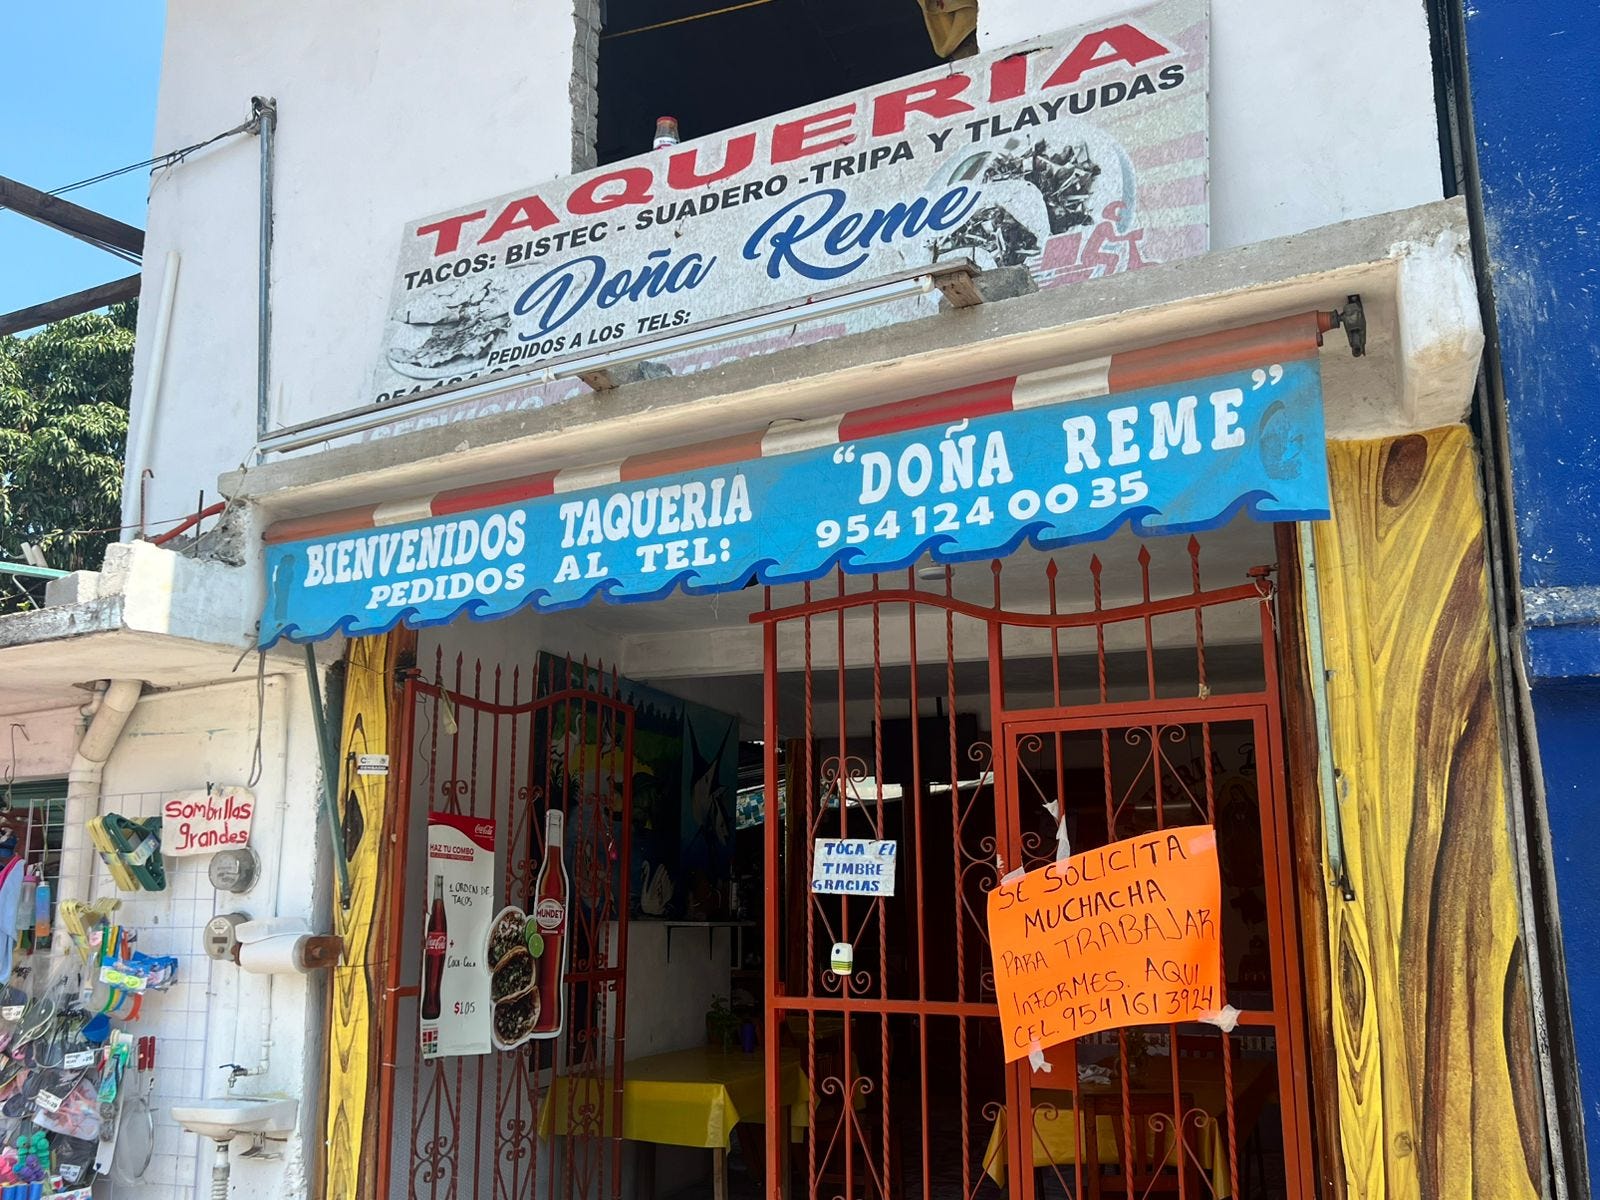 TAQUERIA
TACOS: BISTEC - SUADERO - TRIPA Y TLAYUDAS
Doña Reme
PEDIDOS A LOS TELS:
BIENVENIDOS TAQUERIA "DOÑA REME"
PEDIDOS AL TEL: 954 124 00 35
Sombrillas
grandes
Coca-Cola
HAZ TU COMBO
1 ORDEN DE
TACOS
+
Coca-Cola
$105
MUNDET
TOCA EL
TIMBRE
GRACIAS
SE SOLICITA
MUCHACHA
PARA TRABAJAR
INFORMES. AQUI
CEL. 954 161 3924